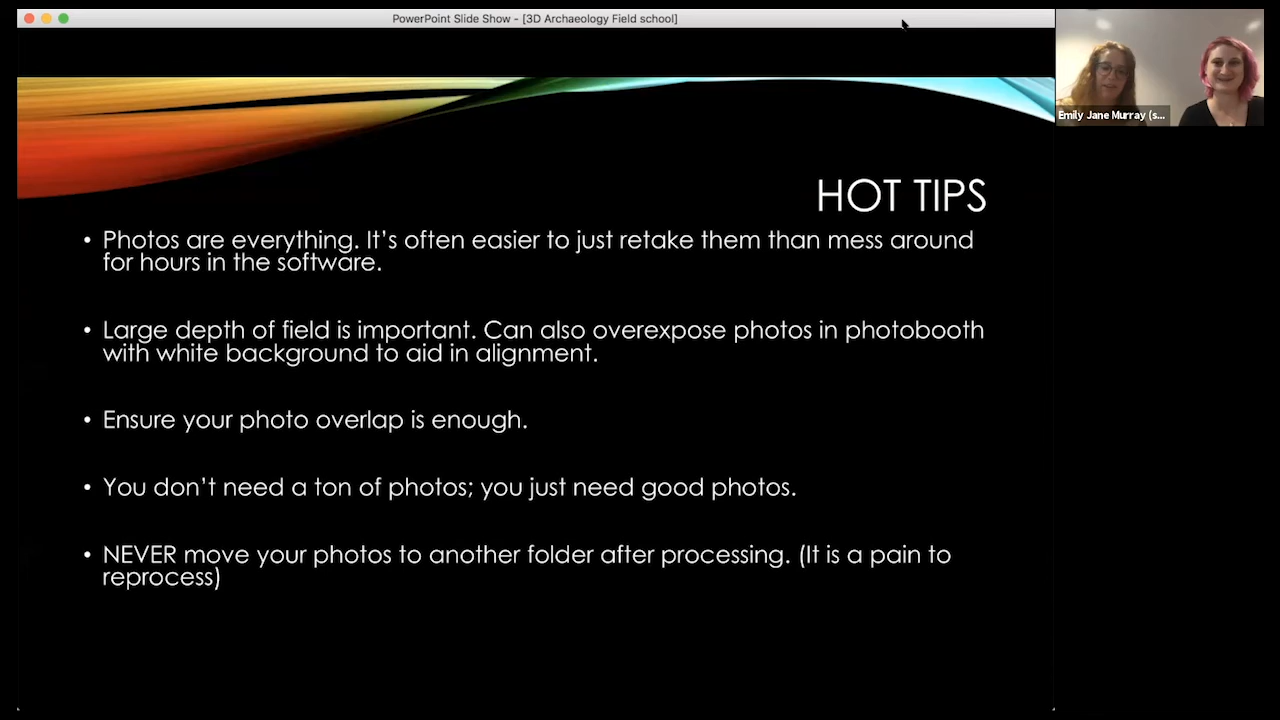 PowerPoint Slide Show - [3D Archaeology Field school]
Emily Jane Murray (s...
HOT TIPS
• Photos are everything. It's often easier to just retake them than mess around
for hours in the software.
• Large depth of field is important. Can also overexpose photos in photobooth
with white background to aid in alignment.
• Ensure your photo overlap is enough.
• You don't need a ton of photos; you just need good photos.
• NEVER move your photos to another folder after processing. (It is a pain to
reprocess)